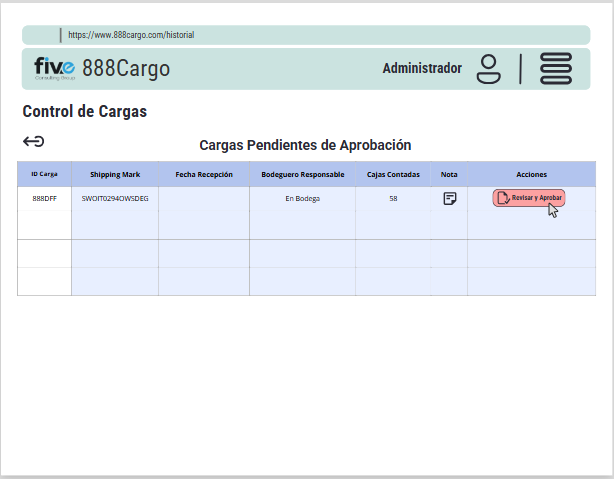 https://www.888cargo.com/historial
five
Consulting Group
888Cargo
Administrador
Control de Cargas
Cargas Pendientes de Aprobación
ID Carga Shipping Mark Fecha Recepción Bodeguero Responsable Cajas Contadas Nota Acciones
888DFF SWOIT0294OWSDEG En Bodega 58 Revisar y Aprobar